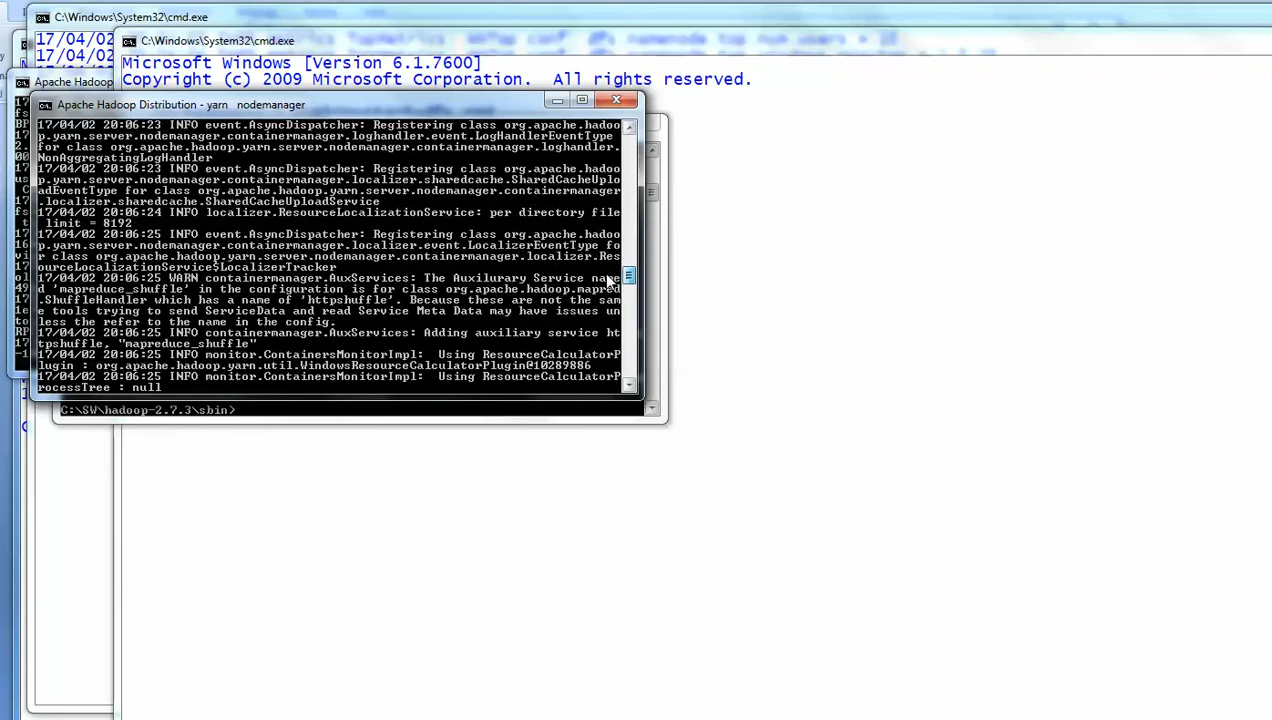 C:\Windows\System32\cmd.exe
17/04/02
17/04/02
C:\Windows\System32\cmd.exe
Microsoft Windows [Version 6.1.7600]
Copyright (c) 2009 Microsoft Corporation.  All rights reserved.
Apache Hadoop
Apache Hadoop Distribution - yarn   nodemanager
17/04/02 20:06:23 INFO event.AsyncDispatcher: Registering class org.apache.hadoo
p.yarn.server.nodemanager.containermanager.loghandler.event.LogHandlerEventType
for class org.apache.hadoop.yarn.server.nodemanager.containermanager.loghandler.
NonAggregatingLogHandler
17/04/02 20:06:23 INFO event.AsyncDispatcher: Registering class org.apache.hadoo
p.yarn.server.nodemanager.containermanager.localizer.sharedcache.SharedCacheUplo
adEventType for class org.apache.hadoop.yarn.server.nodemanager.containermanager
.localizer.sharedcache.SharedCacheUploadService
17/04/02 20:06:24 INFO localizer.ResourceLocalizationService: per directory file
limit = 8192
17/04/02 20:06:25 INFO event.AsyncDispatcher: Registering class org.apache.hadoo
p.yarn.server.nodemanager.containermanager.localizer.event.LocalizerEventType fo
r class org.apache.hadoop.yarn.server.nodemanager.containermanager.localizer.Res
ourceLocalizationService$LocalizerTracker
17/04/02 20:06:25 WARN containermanager.AuxServices: The Auxilurary Service name
d 'mapreduce_shuffle' in the configuration is for class org.apache.hadoop.mapred
.ShuffleHandler which has a name of 'httpshuffle'. Because these are not the sam
e tools trying to send ServiceData and read Service Meta Data may have issues un
less the refer to the name in the config.
17/04/02 20:06:25 INFO containermanager.AuxServices: Adding auxiliary service ht
tpshuffle, "mapreduce_shuffle"
17/04/02 20:06:25 INFO monitor.ContainersMonitorImpl:  Using ResourceCalculatorP
lugin : org.apache.hadoop.yarn.util.WindowsResourceCalculatorPlugin@10289886
17/04/02 20:06:25 INFO monitor.ContainersMonitorImpl:  Using ResourceCalculatorP
rocessTree : null
C:\SW\hadoop-2.7.3\sbin>